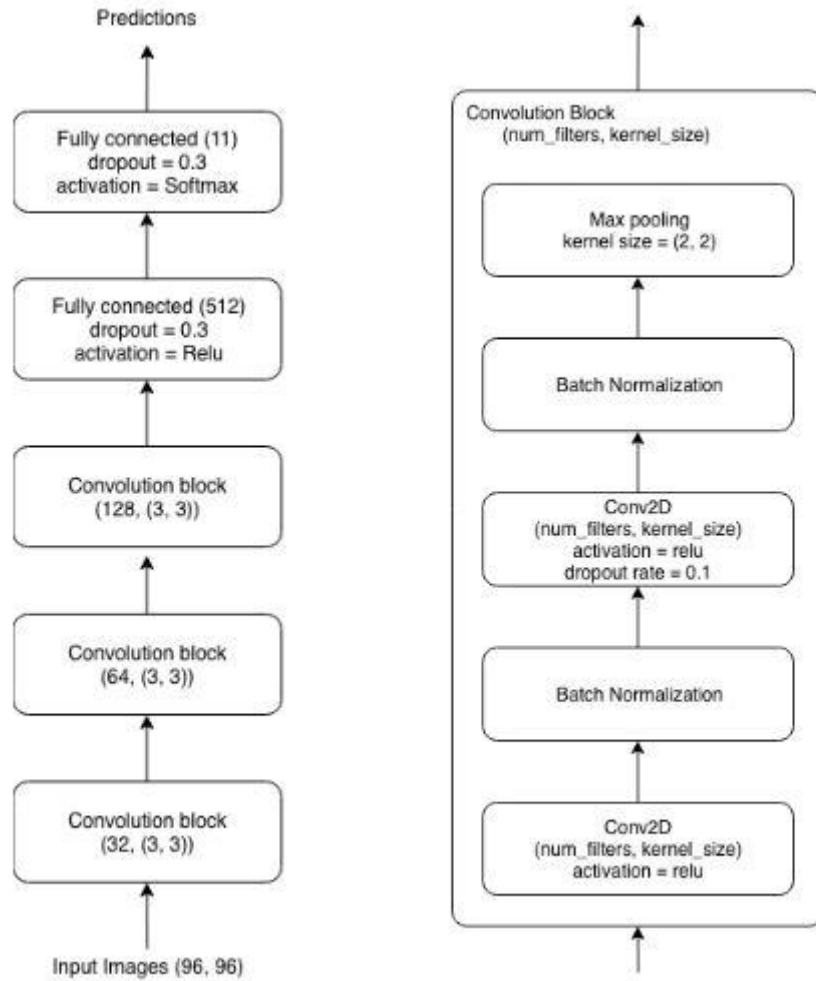 Predictions
Fully connected (11)
dropout = 0.3
activation = Softmax
Fully connected (512)
dropout = 0.3
activation = Relu
Convolution block
(128, (3, 3))
Convolution block
(64, (3, 3))
Convolution block
(32, (3, 3))
Input Images (96, 96)
Convolution Block
(num_filters, kernel_size)
Max pooling
kernel size = (2, 2)
Batch Normalization
Conv2D
(num_filters, kernel_size)
activation = relu
dropout rate = 0.1
Batch Normalization
Conv2D
(num_filters, kernel_size)
activation = relu